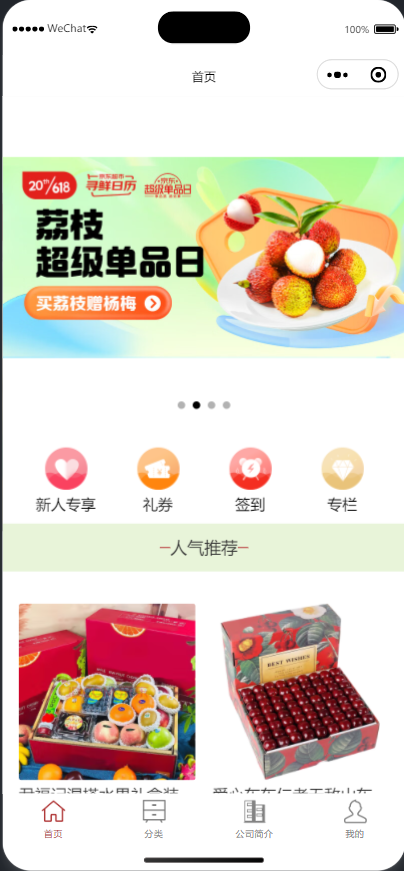 WeChat
100%
首页
20th/618
京东超市
寻鲜日历
京东
超级单品日
荔枝
超级单品日
买荔枝赠杨梅
新人专享
礼券
签到
专栏
人气推荐
BEST WISHES
首页
分类
公司简介
我的